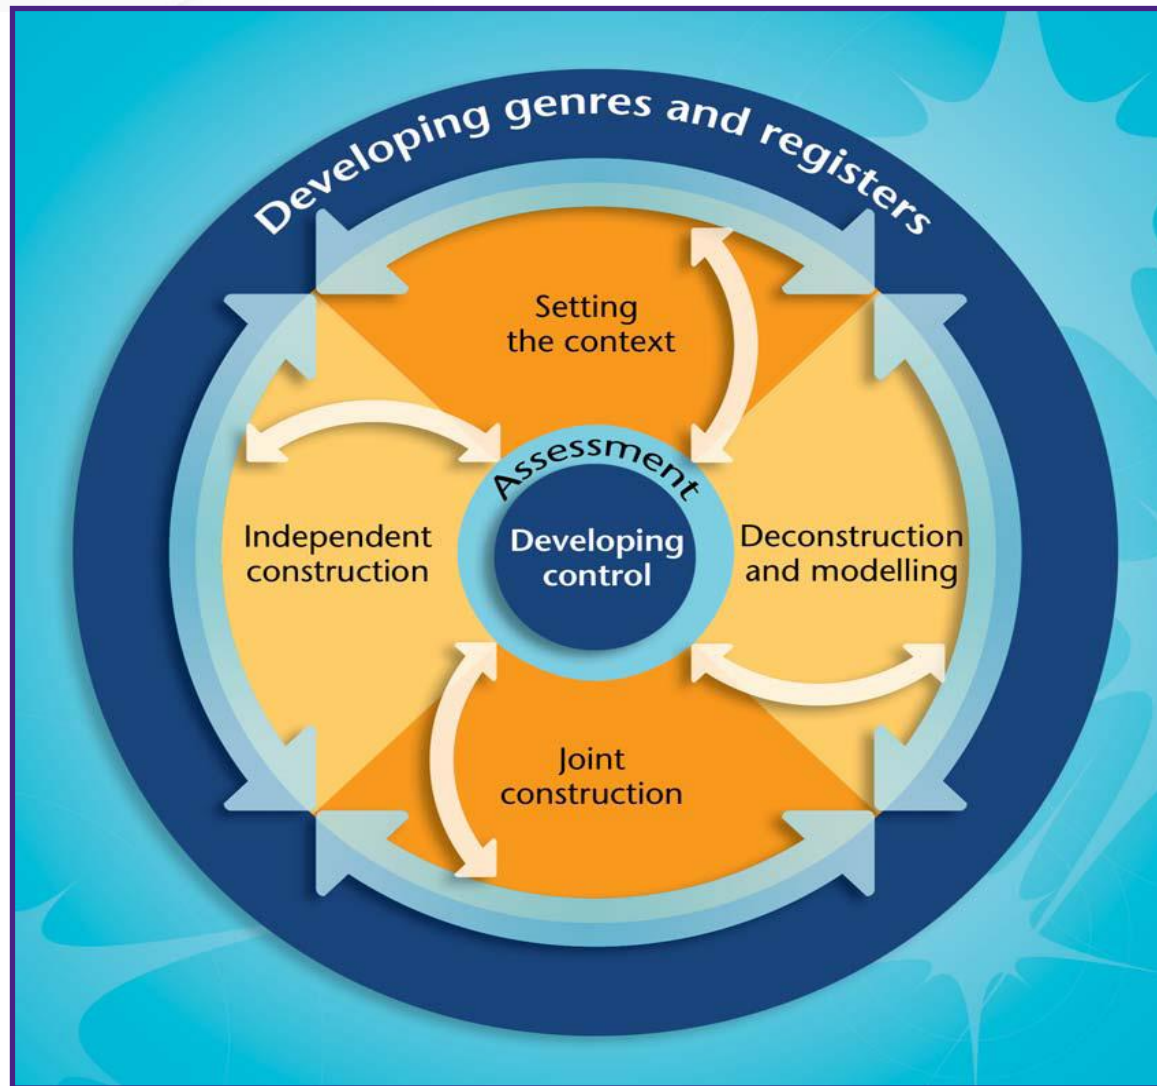 Developing genres and registers
Setting
the context
Assessment
Independent
construction
Developing
control
Deconstruction
and modelling
Joint
construction